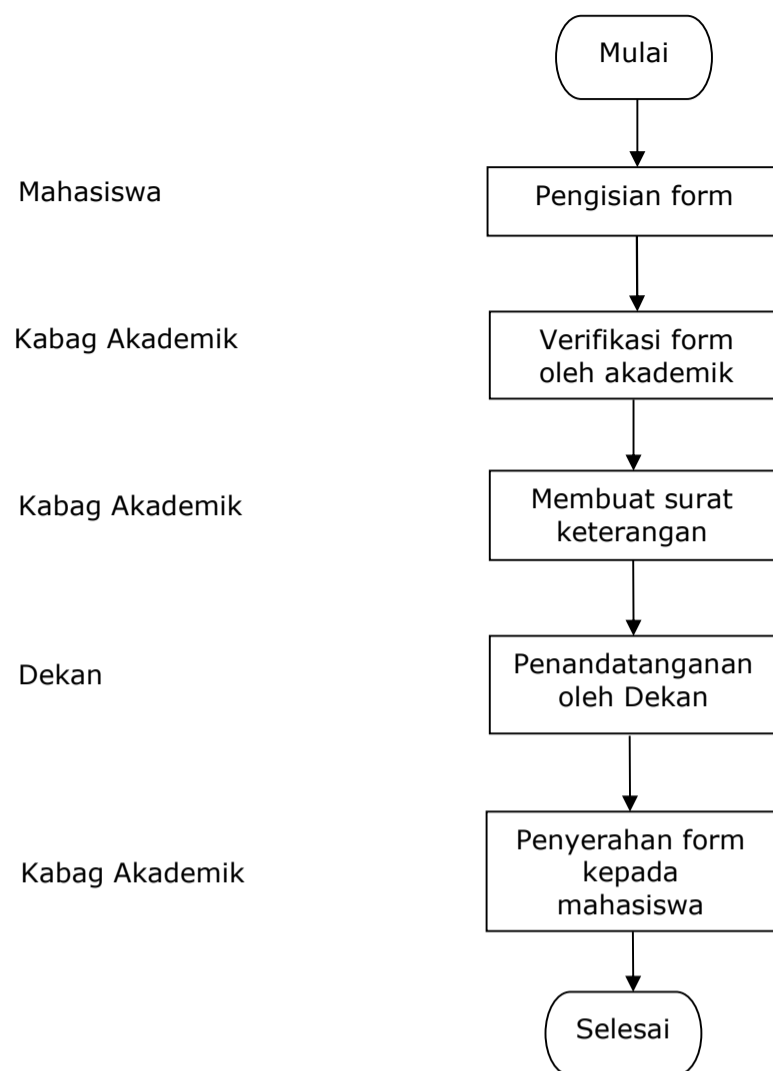 Mulai
Mahasiswa
Pengisian form
Kabag Akademik
Verifikasi form
oleh akademik
Kabag Akademik
Membuat surat
keterangan
Dekan
Penandatanganan
oleh Dekan
Kabag Akademik
Penyerahan form
kepada
mahasiswa
Selesai